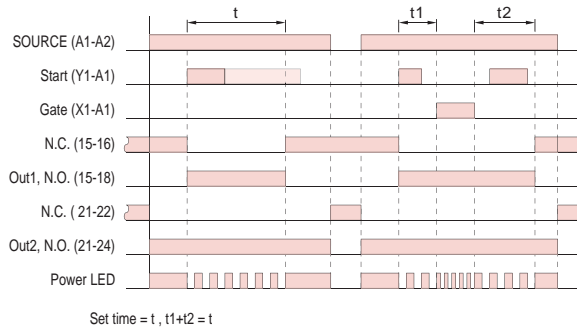 t
t1
t2
SOURCE (A1-A2)
Start (Y1-A1)
Gate (X1-A1)
N.C. (15-16)
Out1, N.O. (15-18)
N.C. ( 21-22)
Out2, N.O. (21-24)
Power LED
Set time = t , t1+t2 = t